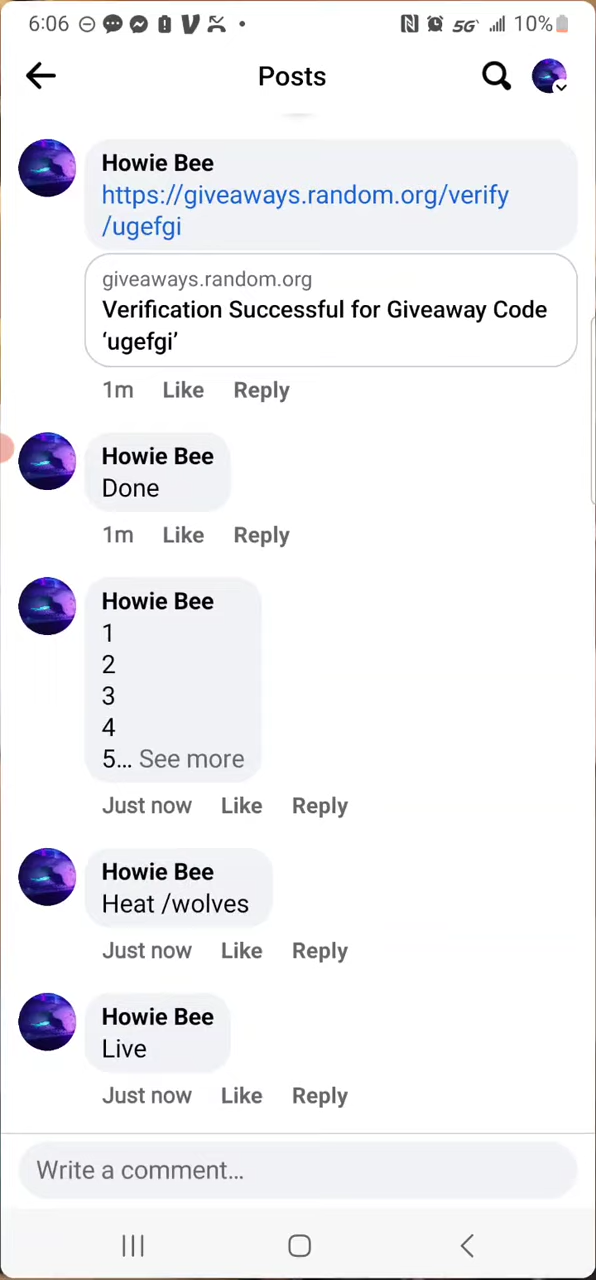 6:06 5G 10%
Posts
Howie Bee
https://giveaways.random.org/verify
/ugefgi
giveaways.random.org
Verification Successful for Giveaway Code
‘ugefgi’
1m Like Reply
Howie Bee
Done
1m Like Reply
Howie Bee
1
2
3
4
5... See more
Just now Like Reply
Howie Bee
Heat /wolves
Just now Like Reply
Howie Bee
Live
Just now Like Reply
Write a comment...